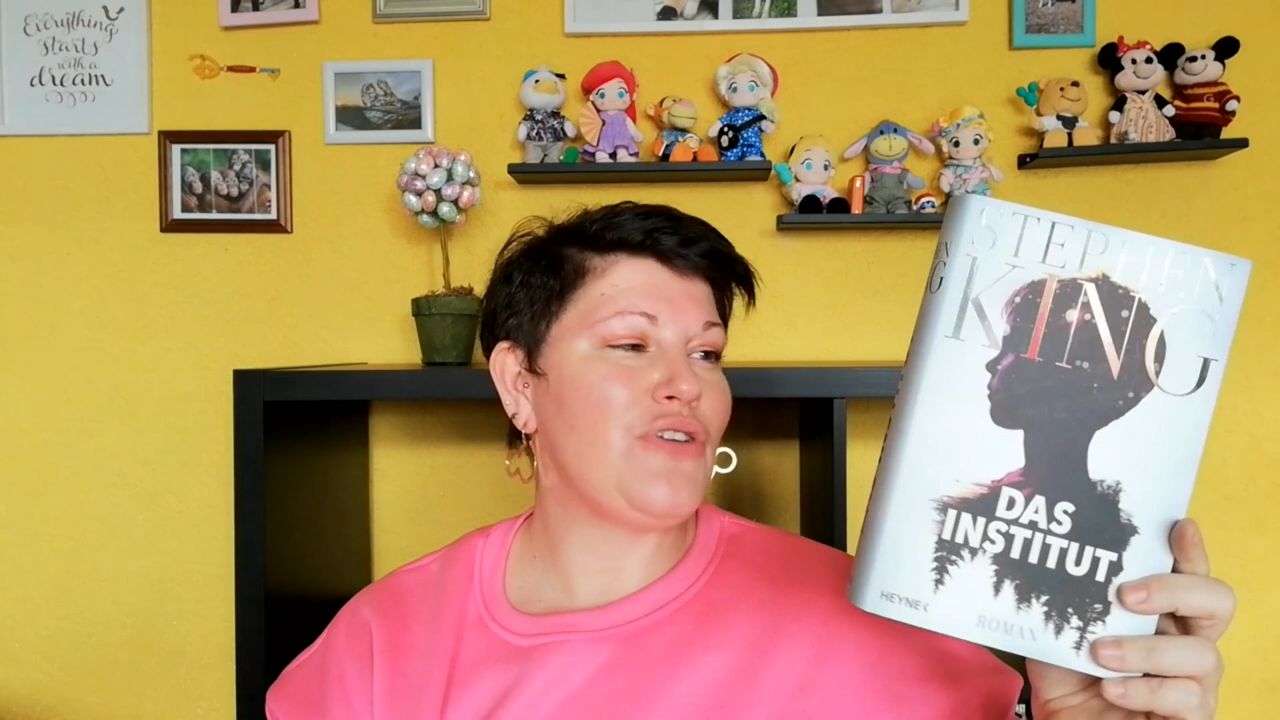 Everything
starts
with a
dream
STEPHEN
KING
DAS
INSTITUT
HEYNE <
ROMAN